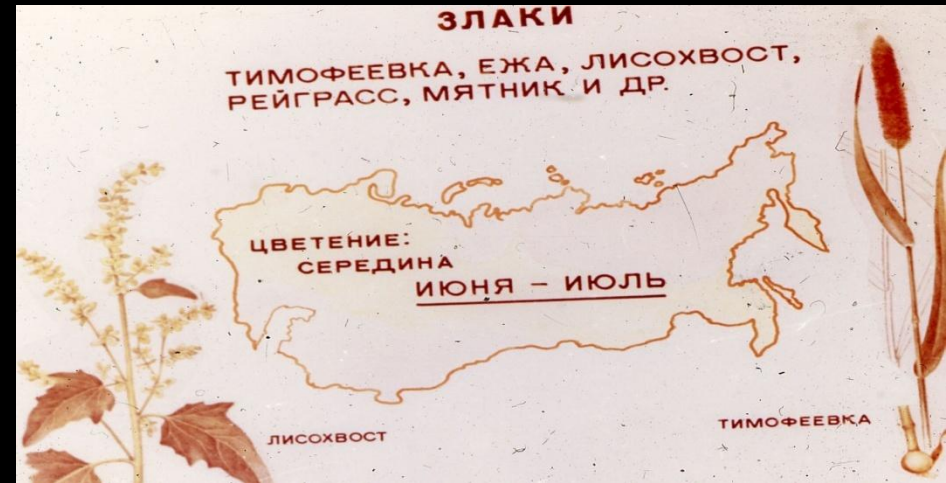 ЗЛАКИ
ТИМОФЕЕВКА, ЕЖА, ЛИСОХВОСТ,
РЕЙГРАСС, МЯТНИК И ДР.
ЦВЕТЕНИЕ:
СЕРЕДИНА
ИЮНЯ – ИЮЛЬ
ЛИСОХВОСТ
ТИМОФЕЕВКА